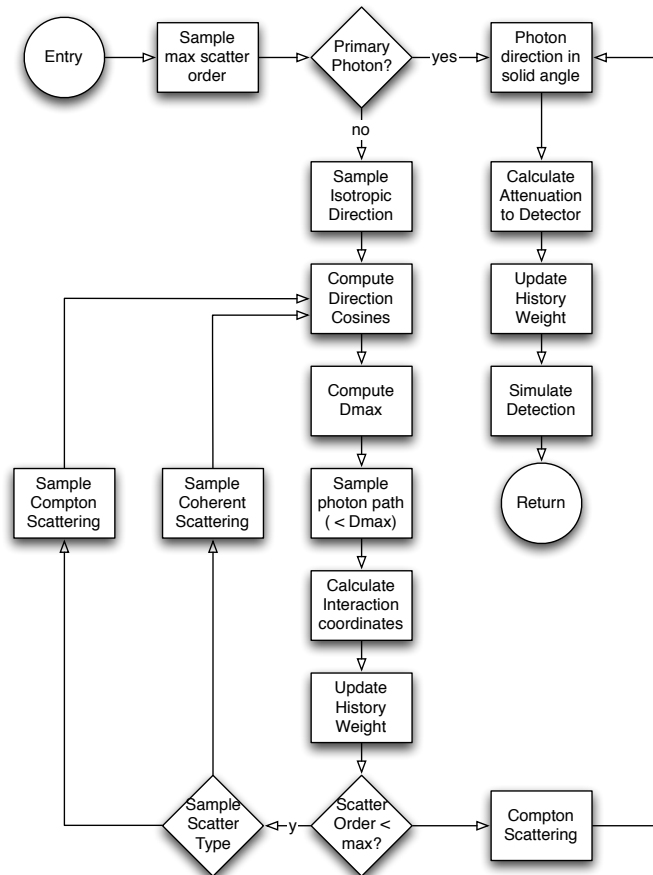 Entry
Sample
max scatter
order
Primary
Photon?
yes
Photon
direction in
solid angle
no
Sample
Isotropic
Direction
Calculate
Attenuation
to Detector
Compute
Direction
Cosines
Update
History
Weight
Compute
Dmax
Simulate
Detection
Sample
Compton
Scattering
Sample
Coherent
Scattering
Sample
photon path
( < Dmax)
Return
Calculate
Interaction
coordinates
Update
History
Weight
Sample
Scatter
Type
y
Scatter
Order <
max?
Compton
Scattering